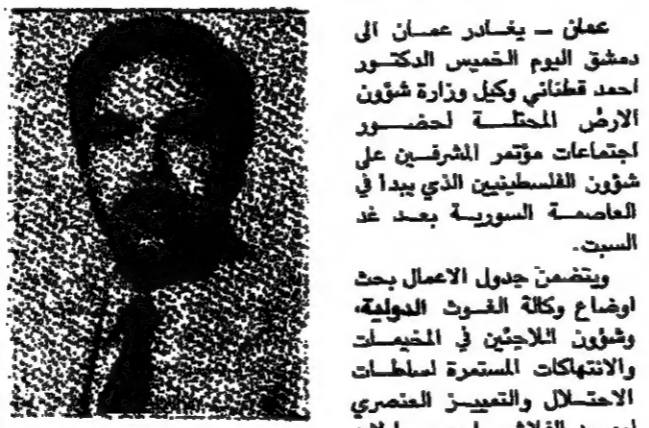 عمان – يغادر عمان الى
دمشق اليوم الخميس الدكتور
احمد قطناني وكيل وزارة شؤون
الارض المحتلة لحضور
اجتماعات مؤتمر المشرفين على
شؤون الفلسطينيين الذي يبدأ في
العاصمة السورية بعد غد
السبت.
ويتضمن جدول الاعمال بحث
اوضاع وكالة الغوث الدولية،
وشؤون اللاجئين في المخيمات
والانتهاكات المستمرة لسلطات
الاحتلال والتمييز العنصري